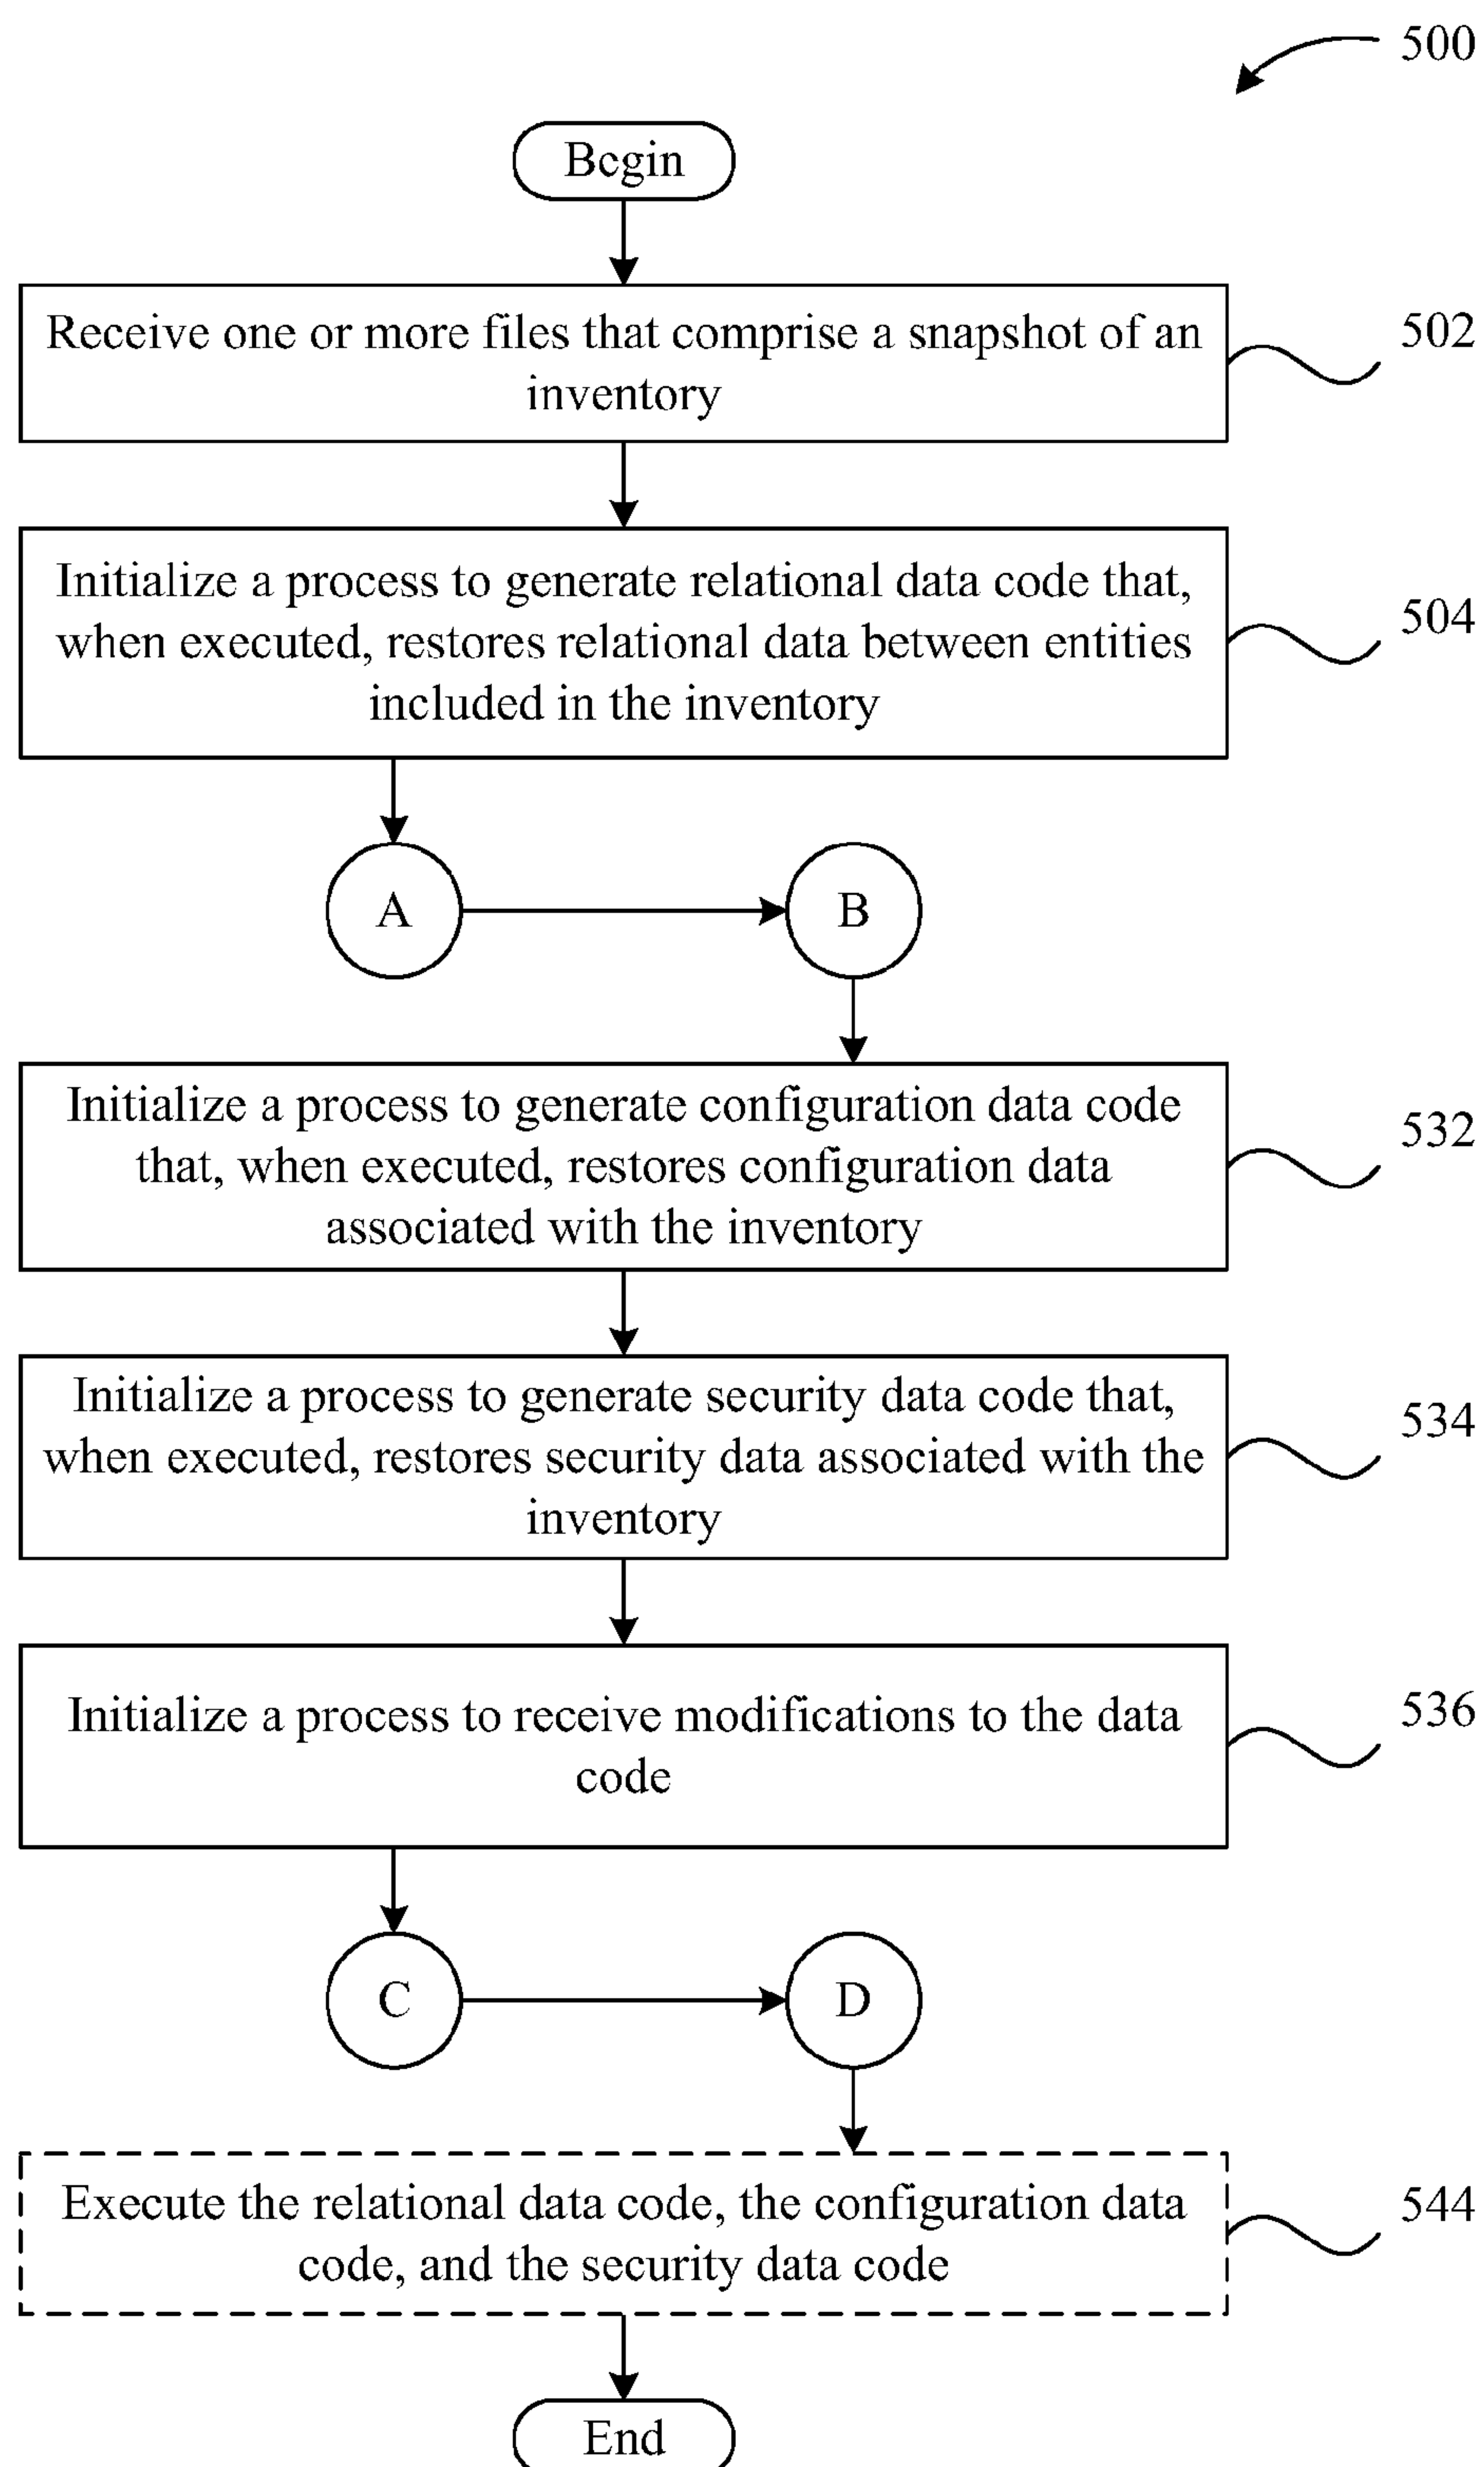 500
Begin
Receive one or more files that comprise a snapshot of an
inventory
502
Initialize a process to generate relational data code that,
when executed, restores relational data between entities
included in the inventory
504
A
B
Initialize a process to generate configuration data code
that, when executed, restores configuration data
associated with the inventory
532
Initialize a process to generate security data code that,
when executed, restores security data associated with the
inventory
534
Initialize a process to receive modifications to the data
code
536
C
D
Execute the relational data code, the configuration data
code, and the security data code
544
End